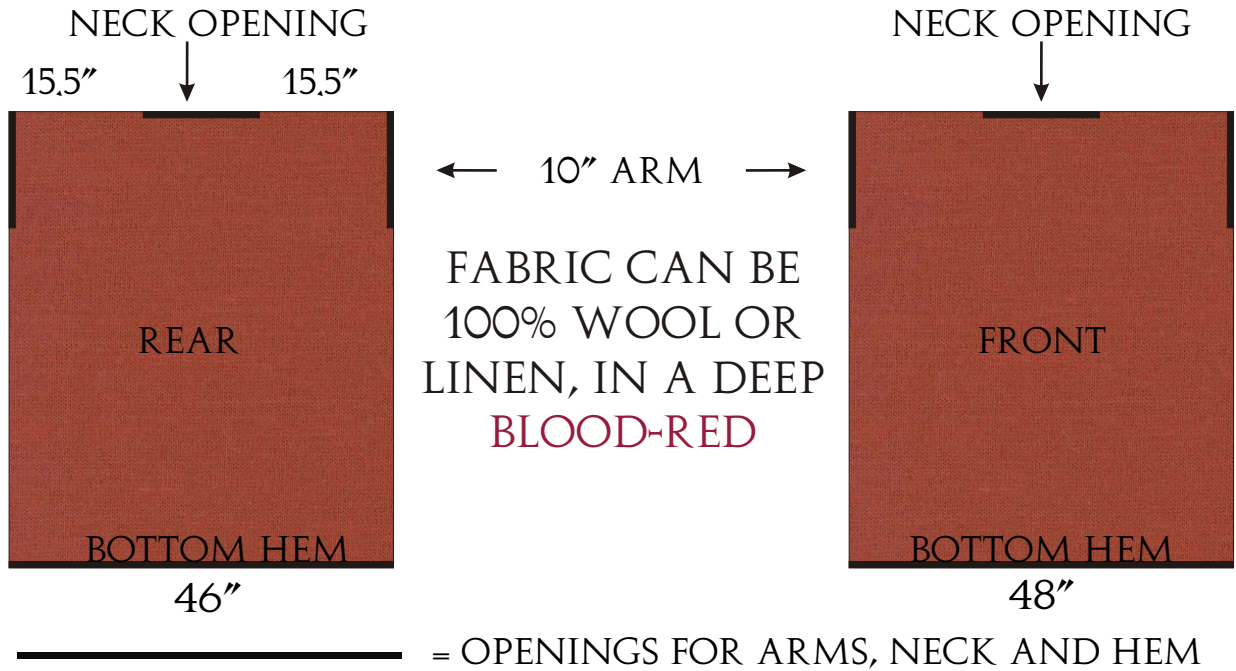 NECK OPENING
NECK OPENING
15.5" 15.5"
10" ARM
FABRIC CAN BE
100% WOOL OR
LINEN, IN A DEEP
BLOOD-RED
REAR
FRONT
BOTTOM HEM
BOTTOM HEM
46"
48"
= OPENINGS FOR ARMS, NECK AND HEM